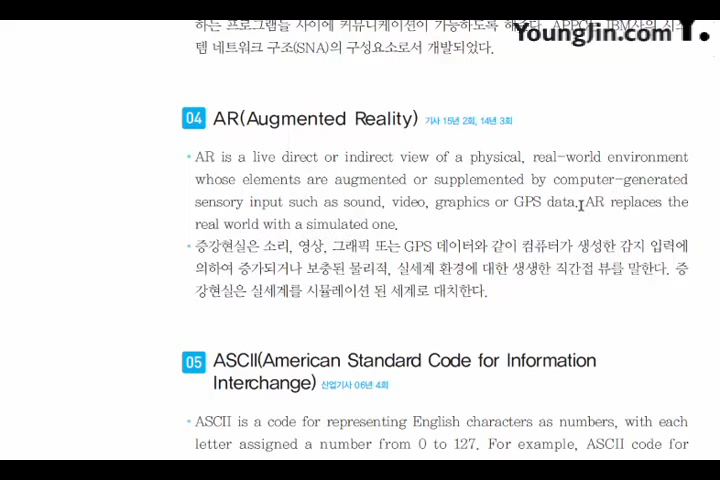 하는 프로그램들 사이에 커뮤니케이션이 가능하도록 해준다. APPC는 IBM사의 시스
YoungJin.com Y.
템 네트워크 구조(SNA)의 구성요소로서 개발되었다.
04 AR(Augmented Reality) 기사 15년 2회, 14년 3회
• AR is a live direct or indirect view of a physical, real-world environment
whose elements are augmented or supplemented by computer-generated
sensory input such as sound, video, graphics or GPS data. AR replaces the
real world with a simulated one.
• 증강현실은 소리, 영상, 그래픽 또는 GPS 데이터와 같이 컴퓨터가 생성한 감지 입력에
의하여 증가되거나 보충된 물리적, 실세계 환경에 대한 생생한 직간접 뷰를 말한다. 증
강현실은 실세계를 시뮬레이션 된 세계로 대치한다.
05 ASCII(American Standard Code for Information
Interchange) 산업기사 06년 4회
• ASCII is a code for representing English characters as numbers, with each
letter assigned a number from 0 to 127. For example, ASCII code for